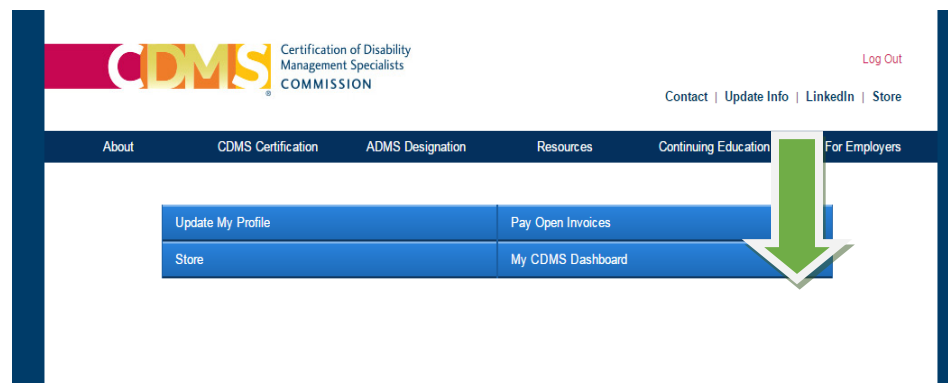 CDMS®
Certification of Disability
Management Specialists
COMMISSION
Log Out
Contact | Update Info | LinkedIn | Store
About CDMS Certification ADMS Designation Resources Continuing Education For Employers
Update My Profile Pay Open Invoices
Store My CDMS Dashboard